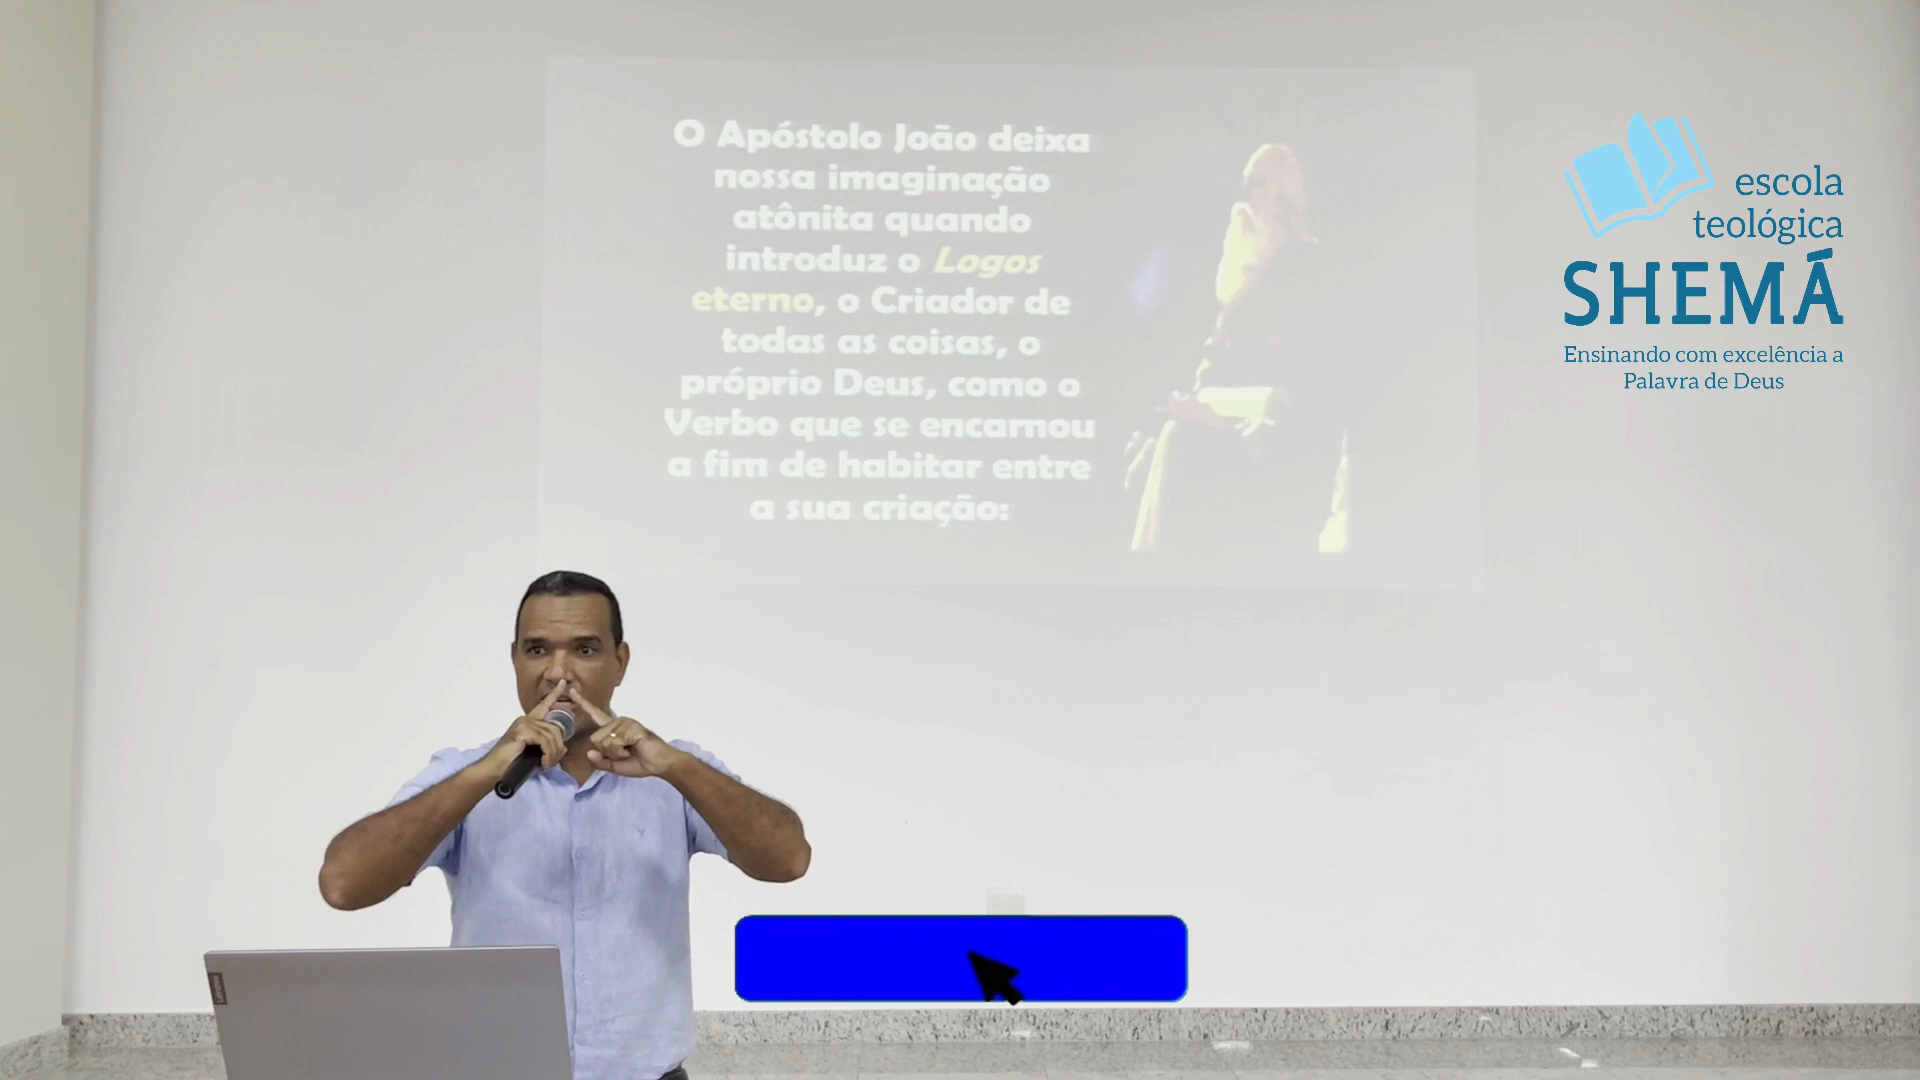 O Apóstolo João deixa
nossa imaginação
atônita quando
introduz o Logos
eterno, o Criador de
todas as coisas, o
próprio Deus, como o
Verbo que se encarnou
a fim de habitar entre
a sua criação:
escola
teológica
SHEMÁ
Ensinando com excelência a
Palavra de Deus
Lenovo